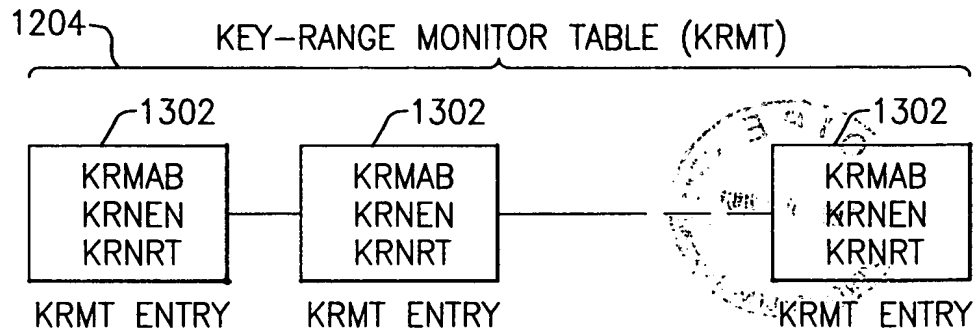 1204
KEY-RANGE MONITOR TABLE (KRMT)
1302
1302
1302
KRMAB
KRNEN
KRNRT
KRMAB
KRNEN
KRNRT
KRMAB
KRNEN
KRNRT
KRMT ENTRY
KRMT ENTRY
KRMT ENTRY